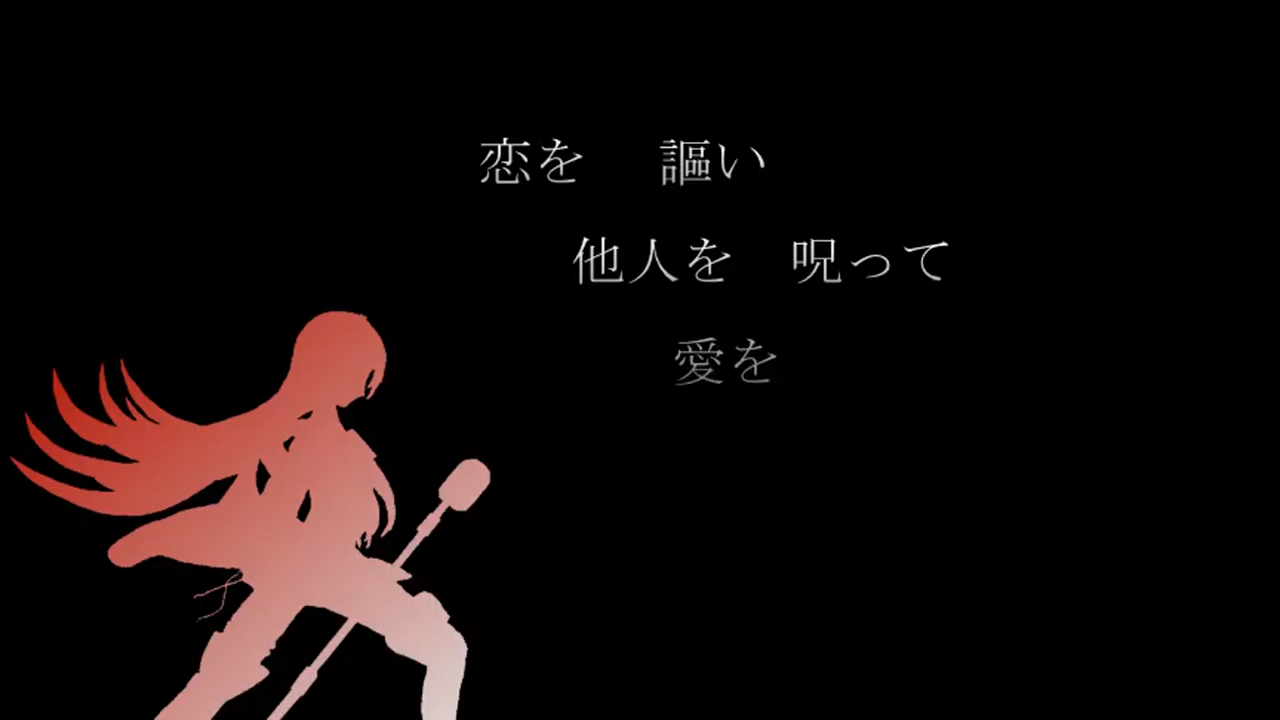 恋を　謳い
他人を　呪って
愛を